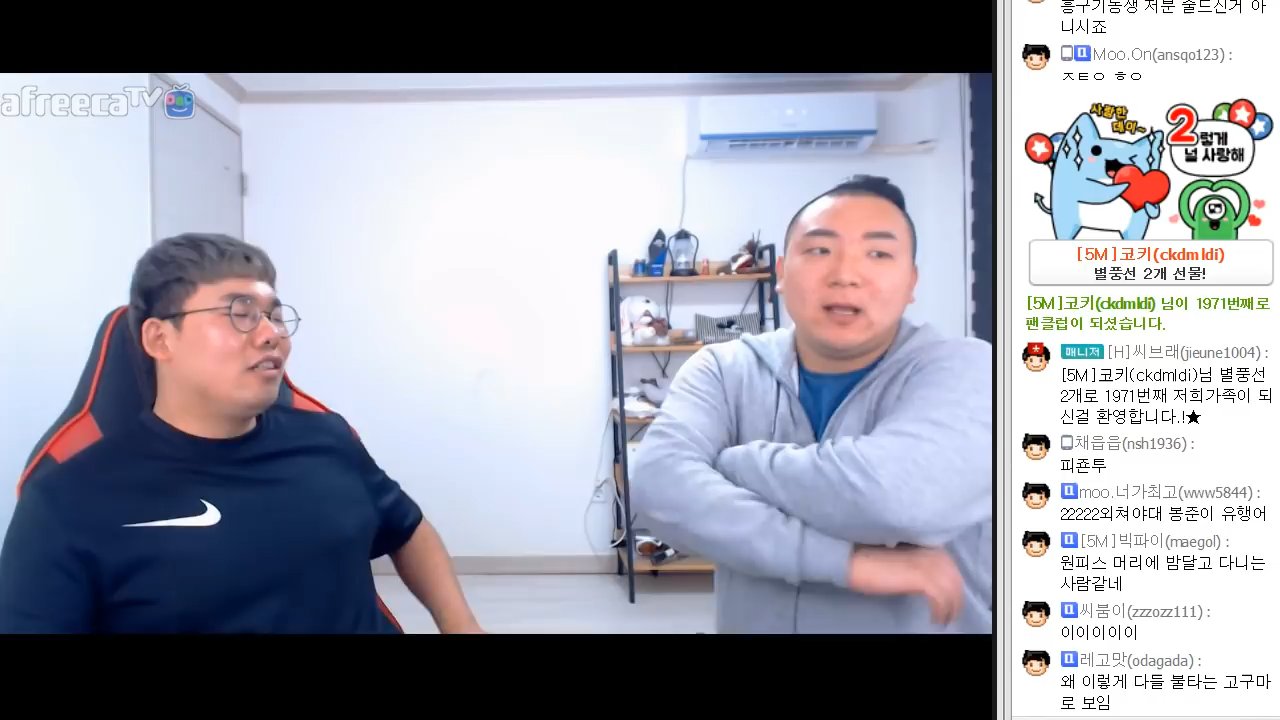 afreecaTV
흥구기동생 저분 술드신거 아
니시죠
Moo.On(ansqo123) :
ㅈㅌㅇ ㅎㅇ
사랑한
데이~
2럽게
널 사랑해
[5M]코키(ckdmldi)
별풍선 2개 선물!
[5M]코키(ckdmldi) 님이 1971번째로
팬클럽이 되셨습니다.
매니저 [H]씨브래(jieune1004) :
[5M]코키(ckdmldi)님 별풍선
2개로 1971번째 저희가족이 되
신걸 환영합니다.!★
채읍읍(nsh1936) :
피죤투
moo.너가최고(www5844) :
22222외쳐야대 봉준이 유행어
[5M]빅파이(maegol) :
원피스 머리에 밤달고 다니는
사람같네
씨붐이(zzzozz111) :
이이이이이
레고맛(odagada) :
왜 이렇게 다들 불타는 고구마
로 보임